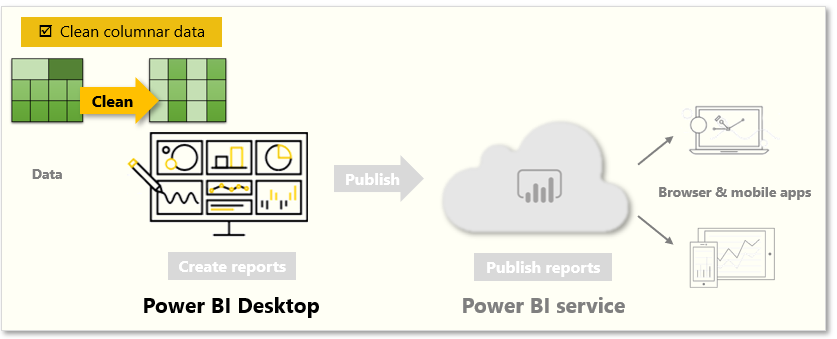 Clean columnar data
Clean
Data
Publish
Browser & mobile apps
Create reports
Publish reports
Power BI Desktop
Power BI service